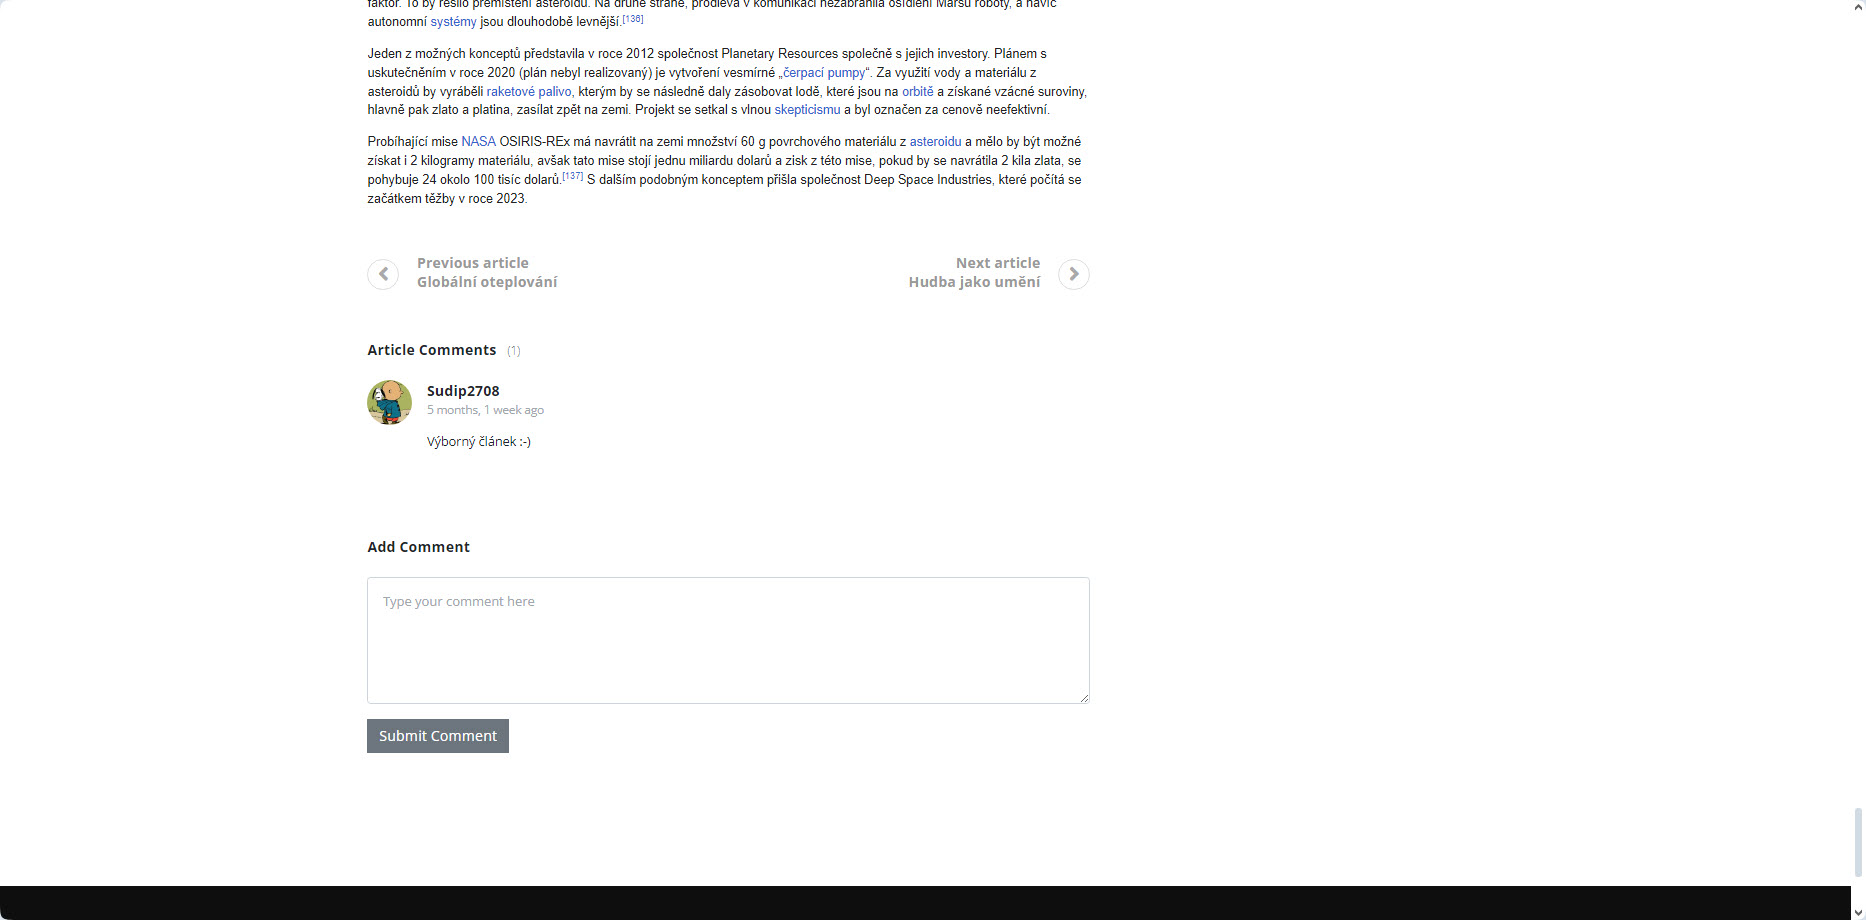 faktor. To by řešilo přemístění asteroidu. Na druhé straně, prodleva v komunikaci nezabránila osídlení Marsu roboty, a navíc
autonomní systémy jsou dlouhodobě levnější.[136]
Jeden z možných konceptů představila v roce 2012 společnost Planetary Resources společně s jejich investory. Plánem s
uskutečněním v roce 2020 (plán nebyl realizovaný) je vytvoření vesmírné „čerpací pumpy“. Za využití vody a materiálu z
asteroidů by vyráběli raketové palivo, kterým by se následně daly zásobovat lodě, které jsou na orbitě a získané vzácné suroviny,
hlavně pak zlato a platina, zasílat zpět na zemi. Projekt se setkal s vlnou skepticismu a byl označen za cenově neefektivní.
Probíhající mise NASA OSIRIS-REx má navrátit na zemi množství 60 g povrchového materiálu z asteroidu a mělo by být možné
získat i 2 kilogramy materiálu, avšak tato mise stojí jednu miliardu dolarů a zisk z této mise, pokud by se navrátila 2 kila zlata, se
pohybuje 24 okolo 100 tisíc dolarů.[137] S dalším podobným konceptem přišla společnost Deep Space Industries, které počítá se
začátkem těžby v roce 2023.
Previous article
Globální oteplování
Next article
Hudba jako umění
Article Comments (1)
Sudip2708
5 months, 1 week ago
Výborný článek :-)
Add Comment
Type your comment here
Submit Comment